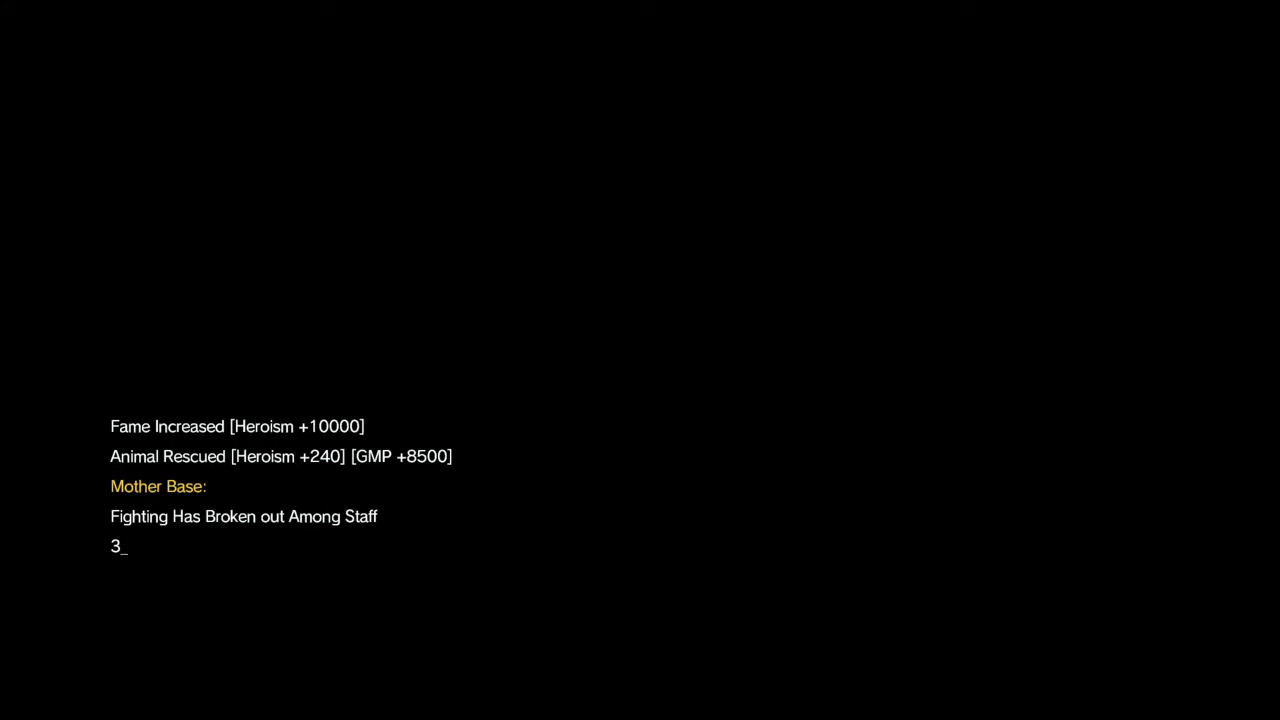 Fame Increased [Heroism +10000]
Animal Rescued [Heroism +240] [GMP +8500]
Mother Base:
Fighting Has Broken out Among Staff
3_